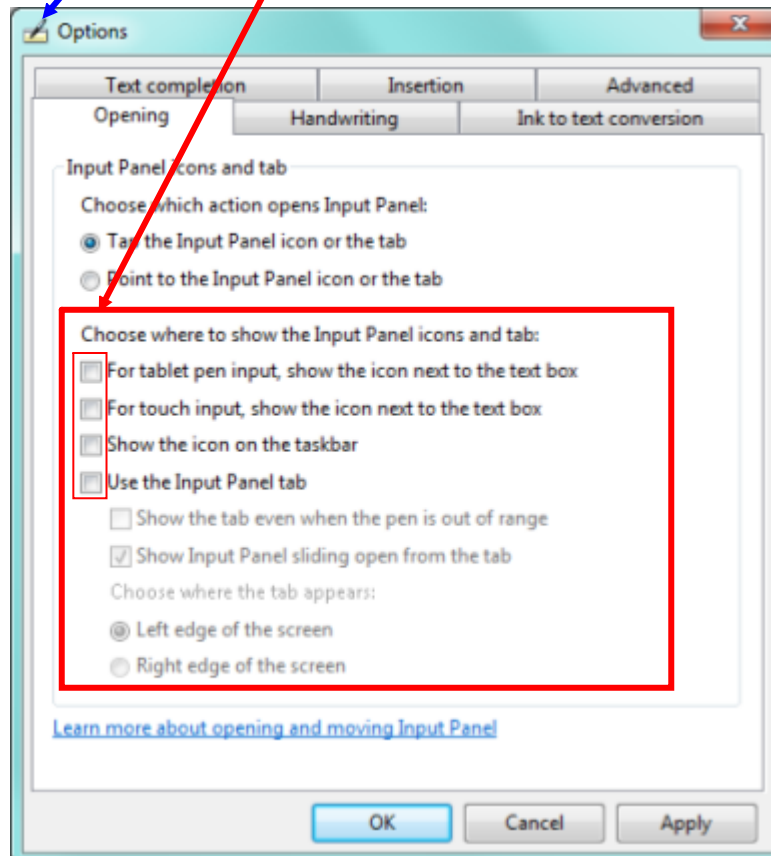 Options
Text completion Insertion Advanced
Opening Handwriting Ink to text conversion
Input Panel icons and tab
Choose which action opens Input Panel:
Tap the Input Panel icon or the tab
Point to the Input Panel icon or the tab
Choose where to show the Input Panel icons and tab:
For tablet pen input, show the icon next to the text box
For touch input, show the icon next to the text box
Show the icon on the taskbar
Use the Input Panel tab
Show the tab even when the pen is out of range
Show Input Panel sliding open from the tab
Choose where the tab appears:
Left edge of the screen
Right edge of the screen
Learn more about opening and moving Input Panel
OK Cancel Apply